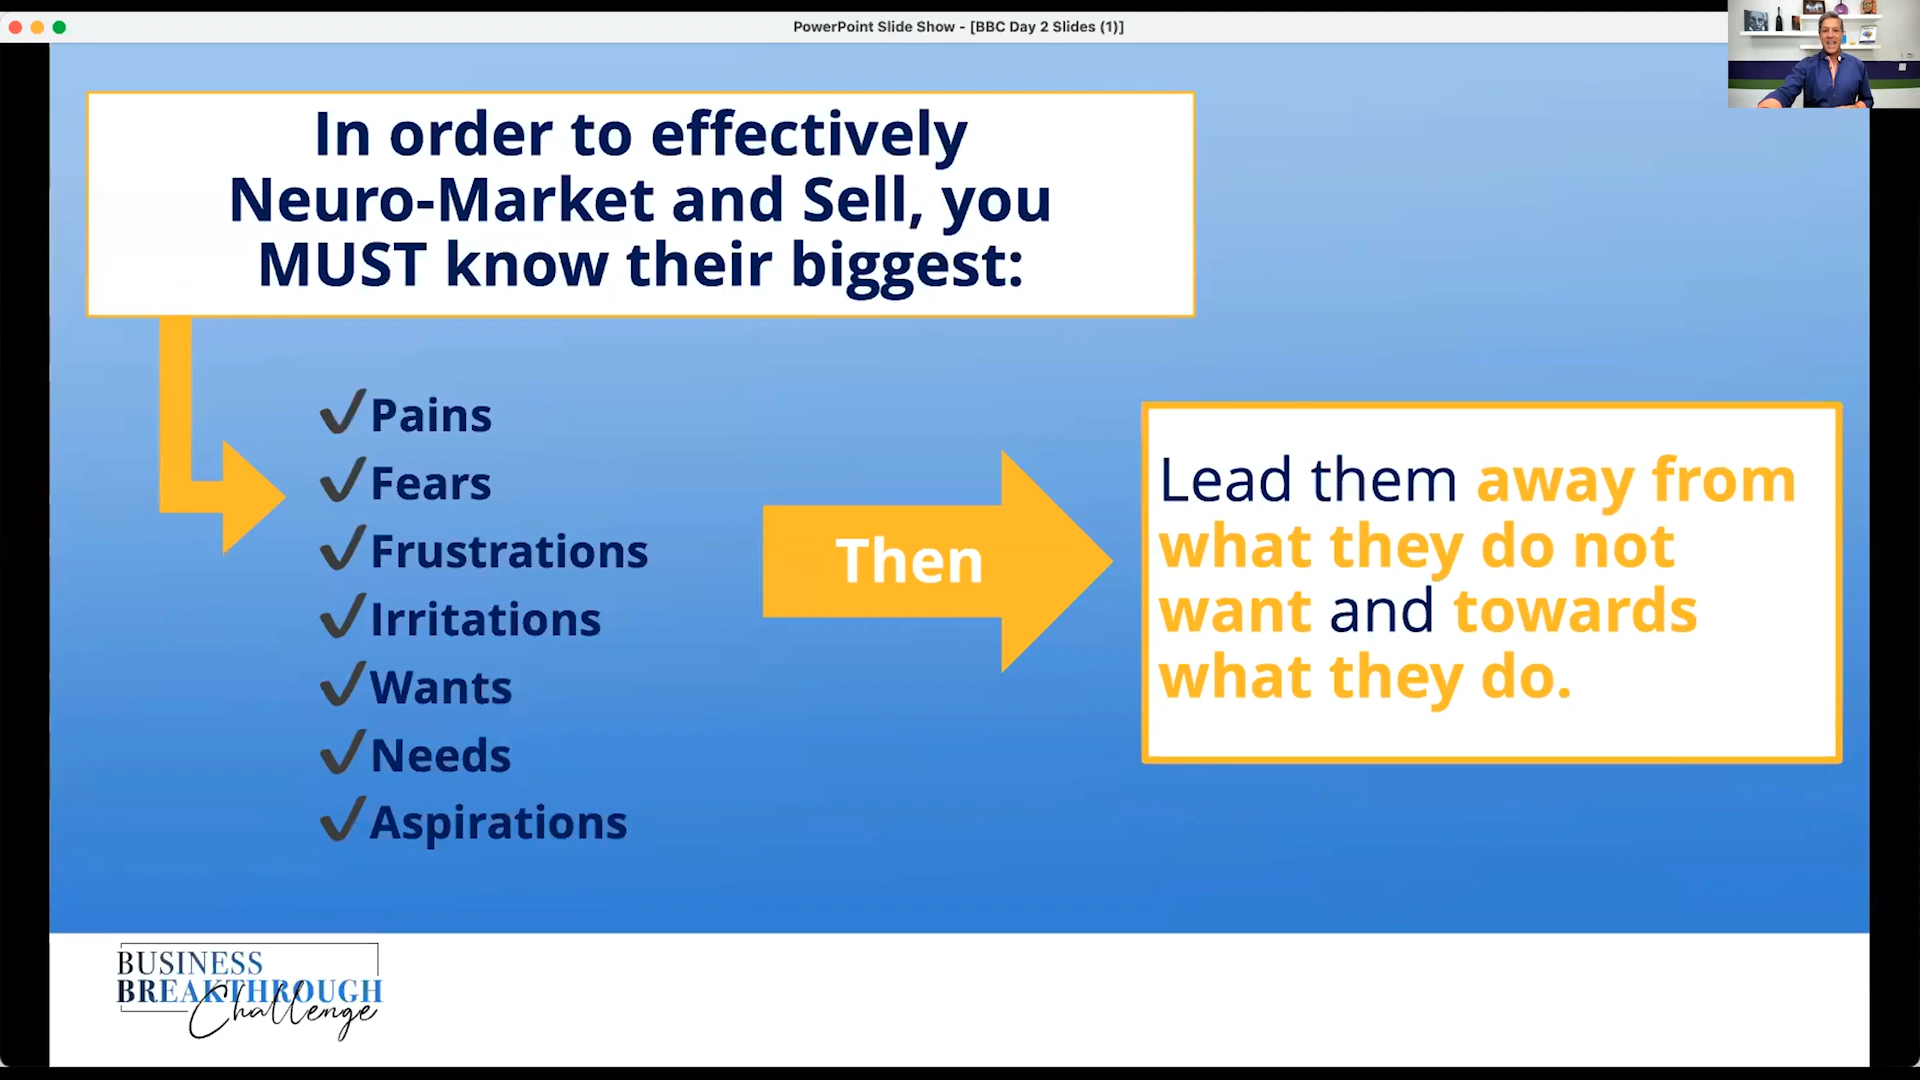 PowerPoint Slide Show - [BBC Day 2 Slides (1)]
In order to effectively
Neuro-Market and Sell, you
MUST know their biggest:
✔Pains
✔Fears
✔Frustrations
✔Irritations
✔Wants
✔Needs
✔Aspirations
Then
Lead them away from
what they do not
want and towards
what they do.
BUSINESS
BREAKTHROUGH
Challenge